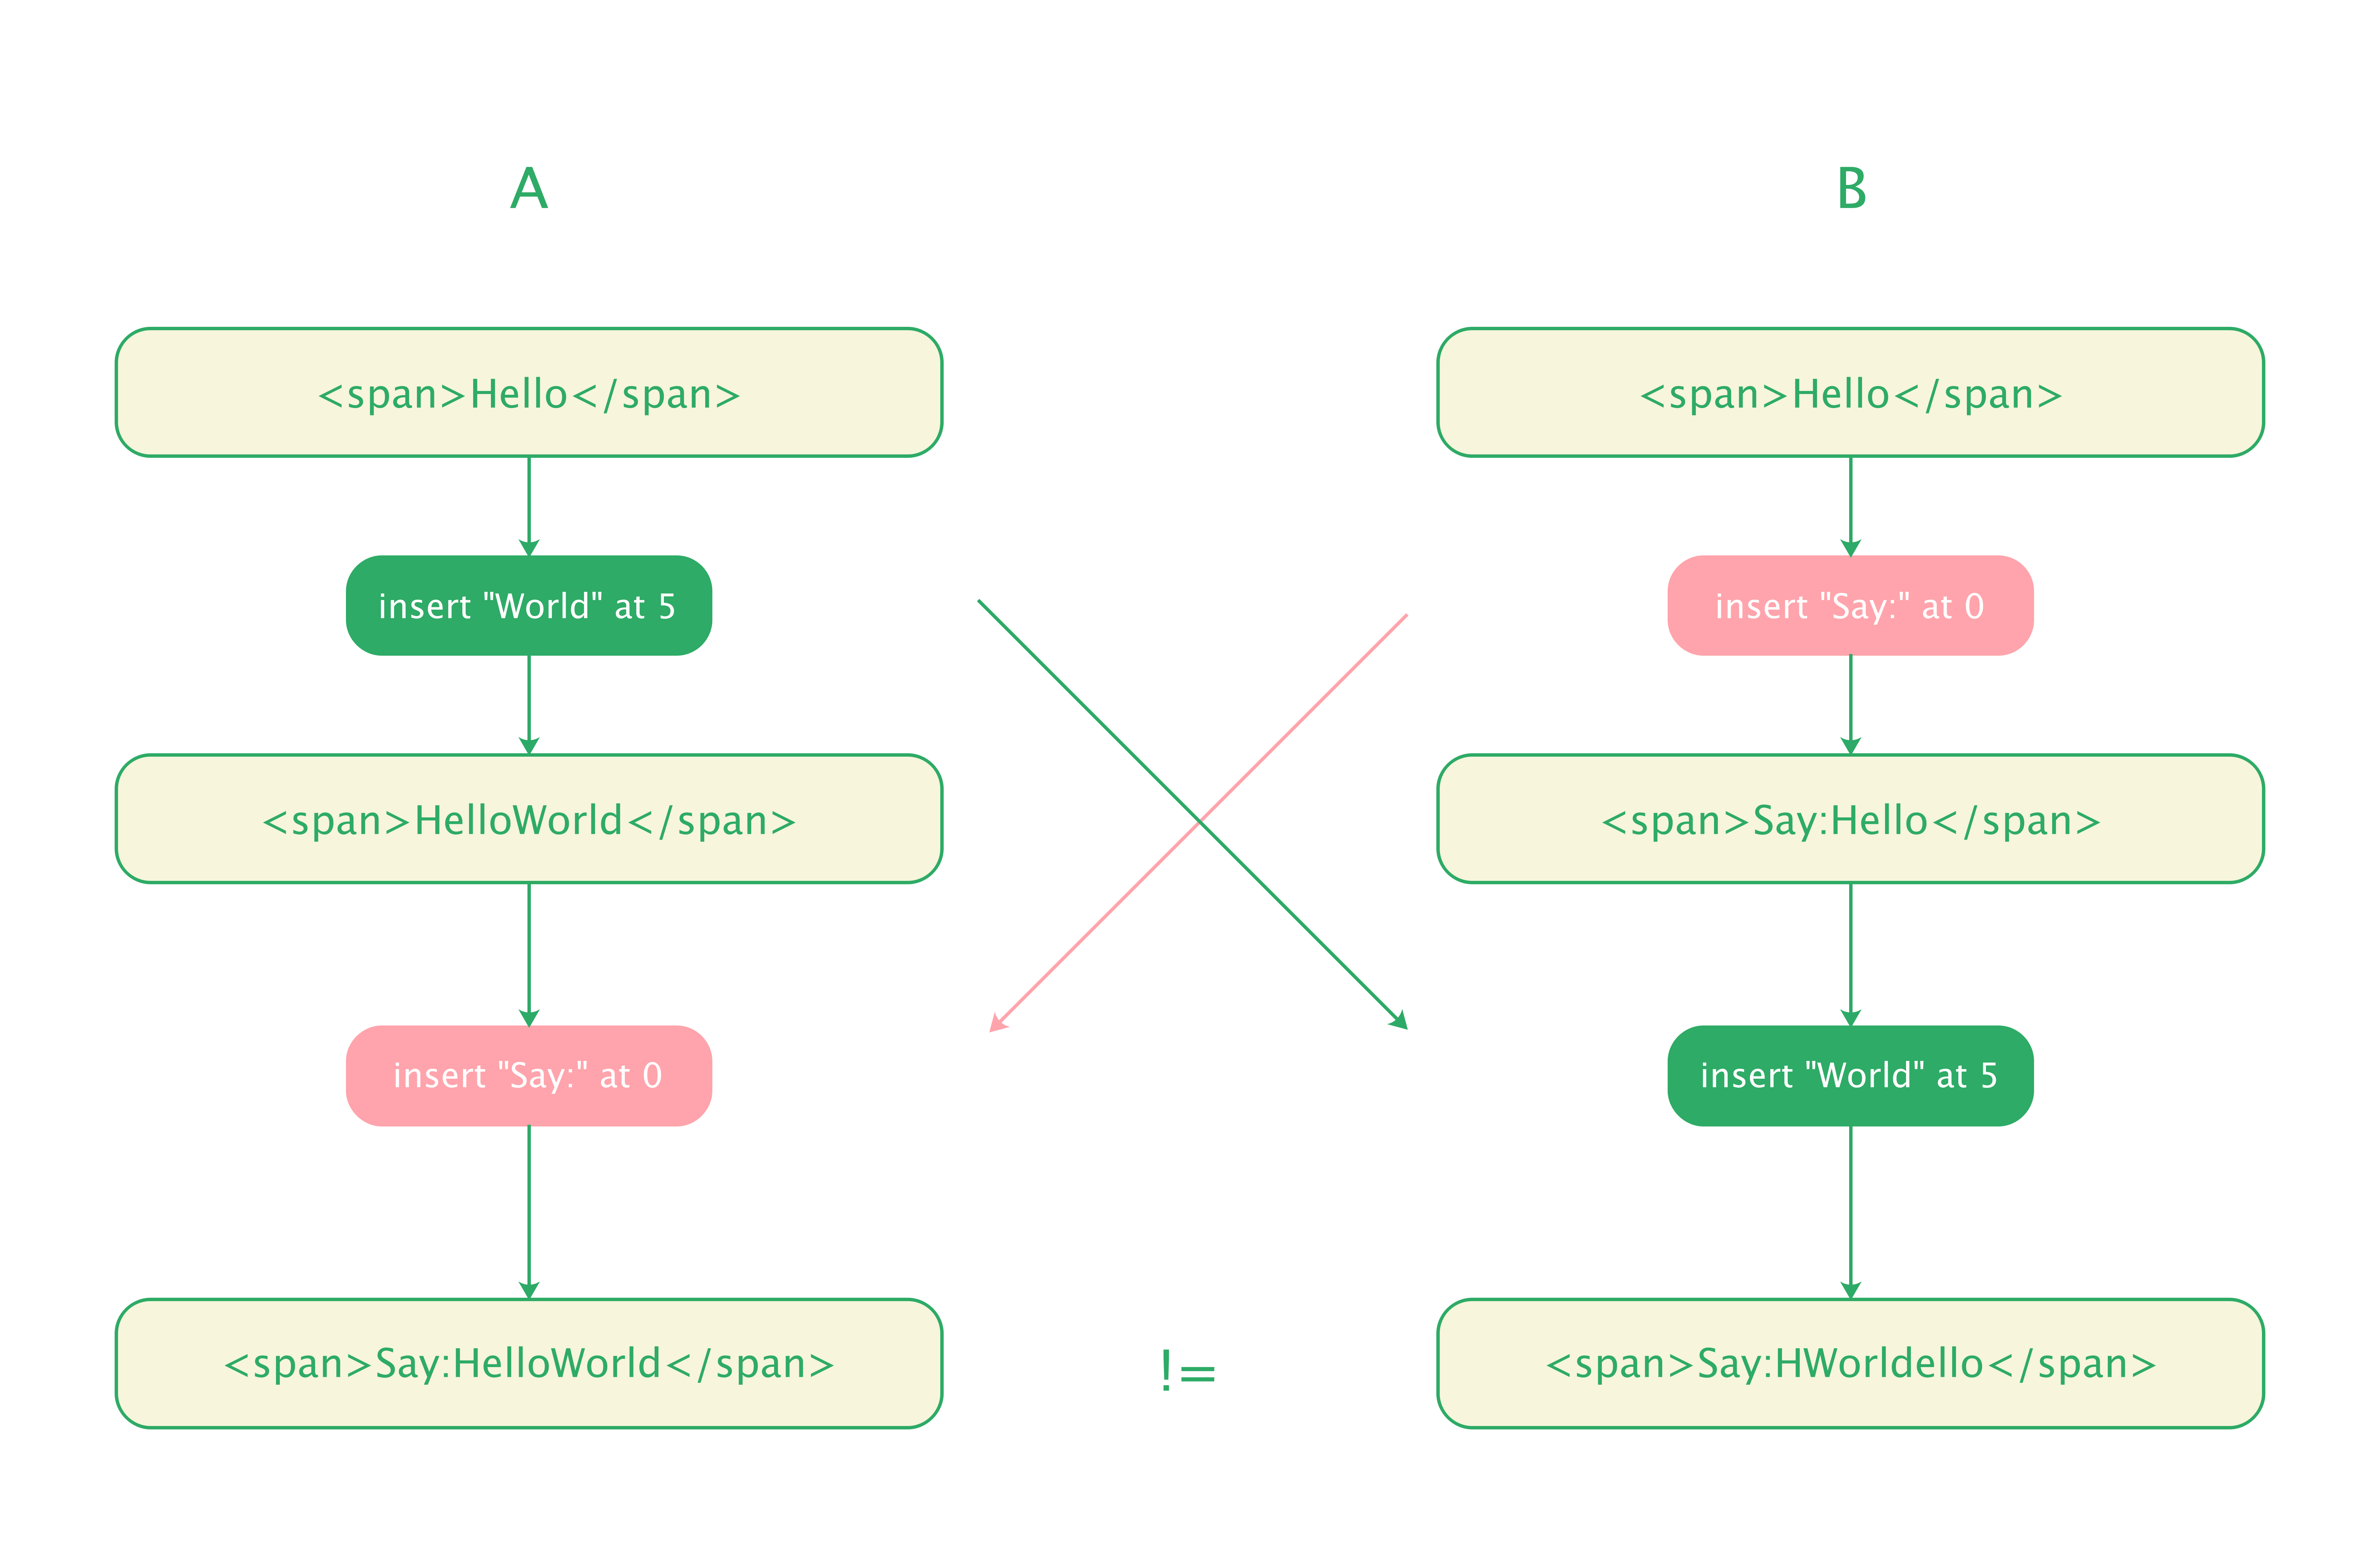 A
B
<span>Hello</span>
<span>Hello</span>
insert "World" at 5
insert "Say:" at 0
<span>HelloWorld</span>
<span>Say:Hello</span>
insert "Say:" at 0
insert "World" at 5
<span>Say:HelloWorld</span>
!=
<span>Say:HWorldello</span>